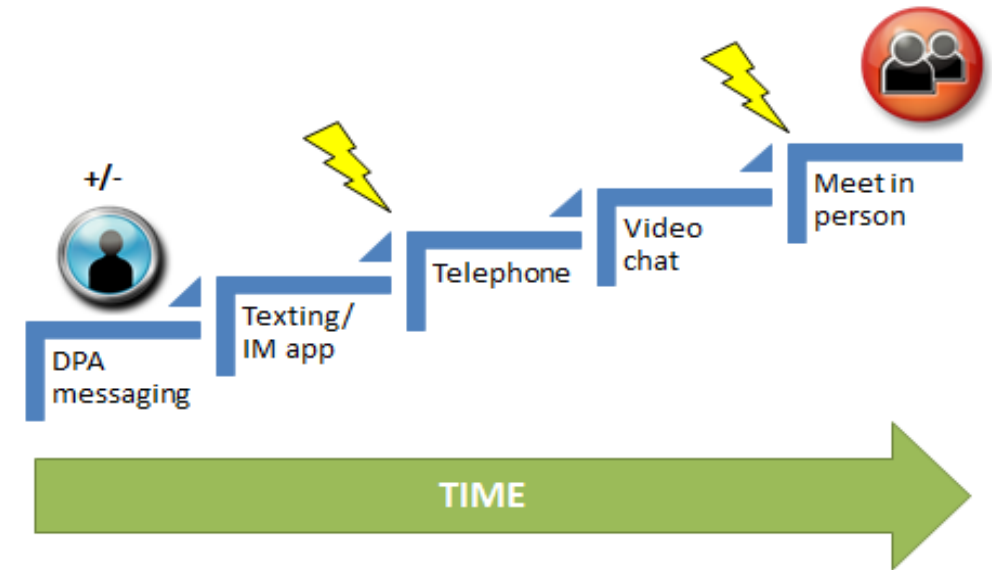 +/-
DPA
messaging
Texting/
IM app
Telephone
Video
chat
Meet in
person
TIME